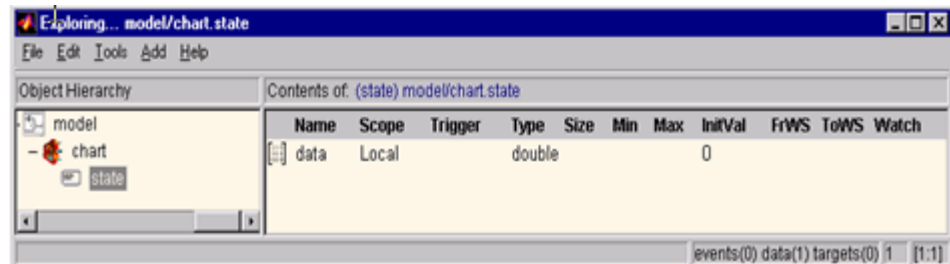 Exploring... model/chart.state
File Edit Tools Add Help
Object Hierarchy
Contents of: (state) model/chart.state
model
chart
state
Name Scope Trigger Type Size Min Max InitVal FrWS ToWS Watch
data Local double 0
events(0) data(1) targets(0) 1 [1:1]